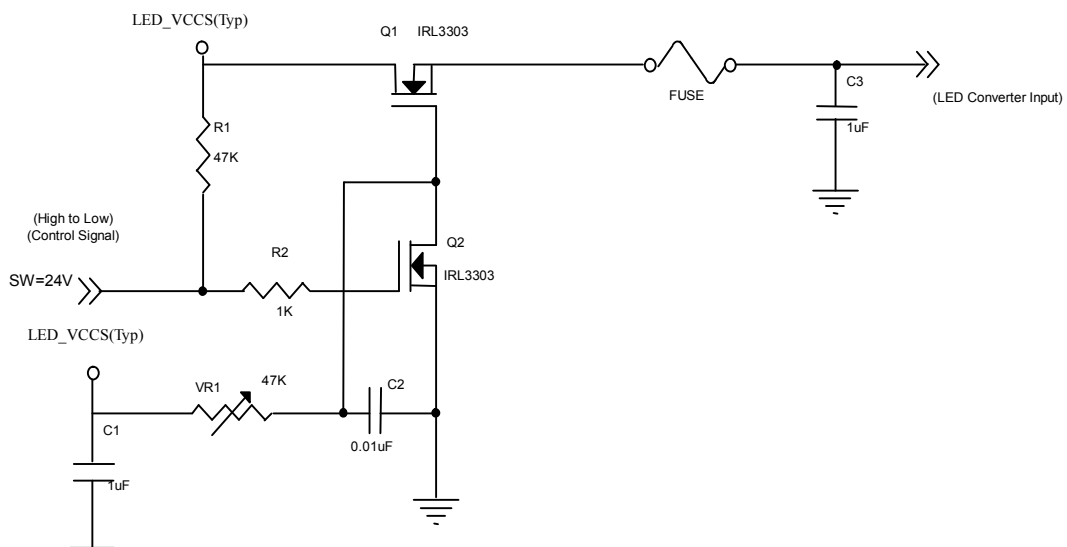 LED_VCCS(Typ)
Q1 IRL3303
FUSE
C3
1uF
(LED Converter Input)
R1
47K
(High to Low)
(Control Signal)
SW=24V
R2
1K
Q2
IRL3303
LED_VCCS(Typ)
VR1 47K
C2
0.01uF
C1
1uF